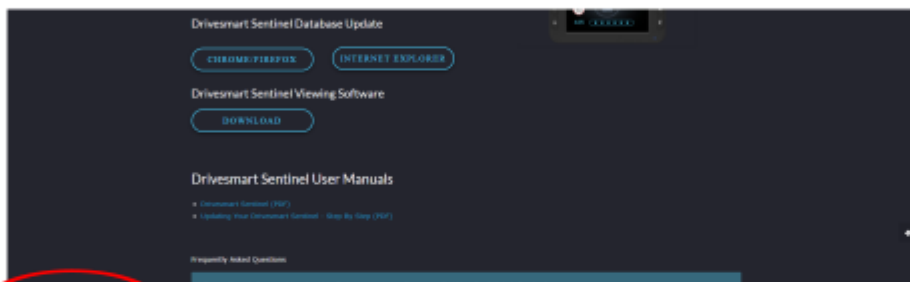 Drivesmart Sentinel Database Update
CHROME/FIREFOX
INTERNET EXPLORER
Drivesmart Sentinel Viewing Software
DOWNLOAD
Drivesmart Sentinel User Manuals
Drivesmart Sentinel (PDF)
Updating Your Drivesmart Sentinel - Step By Step (PDF)
Frequently Asked Questions